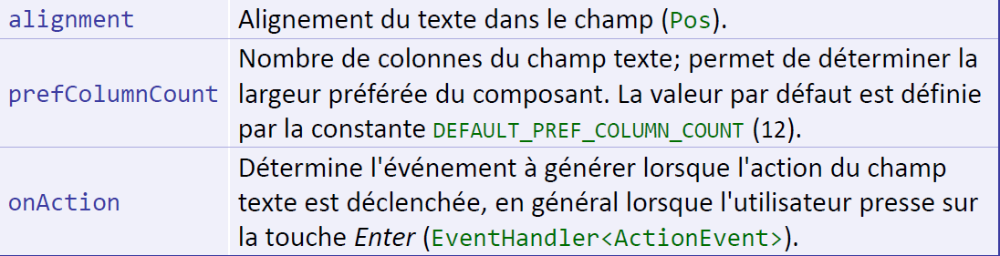 alignment
Alignement du texte dans le champ (Pos).
prefColumnCount
Nombre de colonnes du champ texte; permet de déterminer la
largeur préférée du composant. La valeur par défaut est définie
par la constante DEFAULT_PREF_COLUMN_COUNT (12).
onAction
Détermine l'événement à générer lorsque l'action du champ
texte est déclenchée, en général lorsque l'utilisateur presse sur
la touche Enter (EventHandler<ActionEvent>).